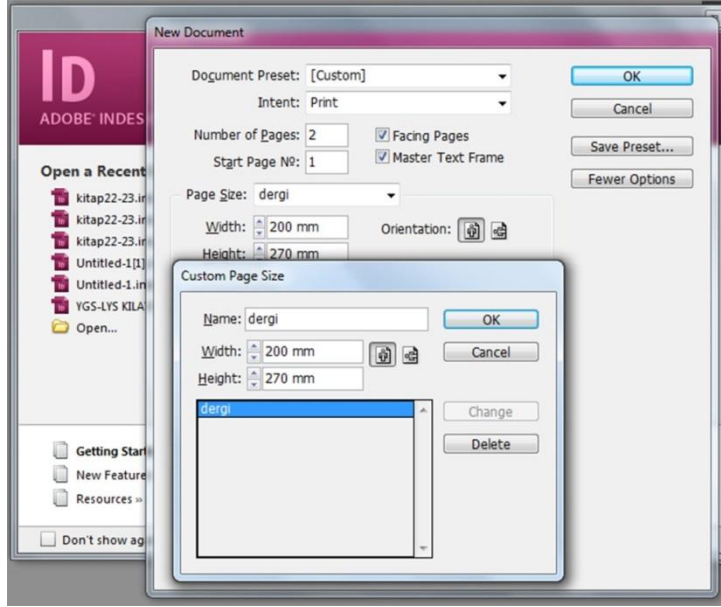 New Document
Document Preset: [Custom]
OK
Intent: Print
Cancel
Number of Pages: 2
Facing Pages
Save Preset...
Start Page Nº: 1
Master Text Frame
Fewer Options
Page Size: dergi
Width: 200 mm
Orientation:
Height: 270 mm
Custom Page Size
Name: dergi
OK
Width: 200 mm
Cancel
Height: 270 mm
dergi
Change
Delete
ID
ADOBE® INDES
Open a Recent
kitap22-23.in
kitap22-23.in
kitap22-23.in
Untitled-1[1]
Untitled-1.in
YGS-LYS KILA
Open...
Getting Start
New Feature
Resources »
Don't show ag